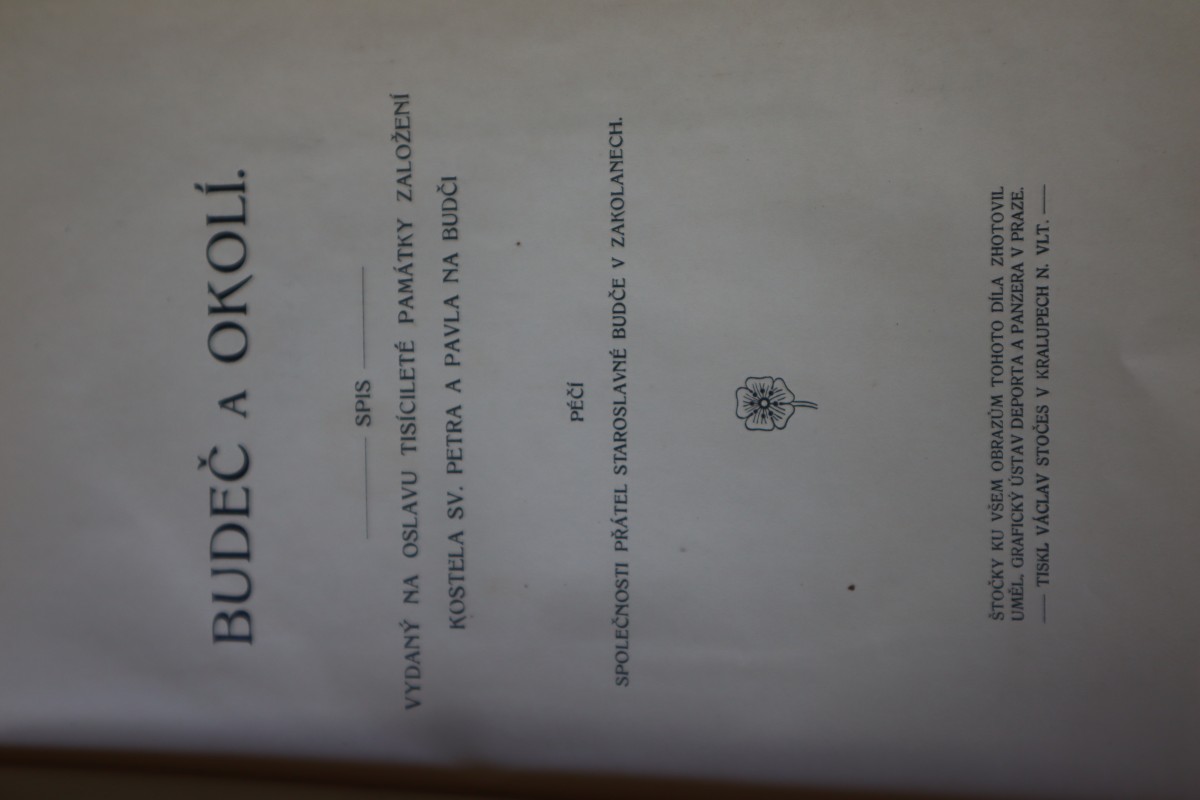 BUDEČ A OKOLÍ.
SPIS
VYDANÝ NA OSLAVU TISÍCILETÉ PAMÁTKY ZALOŽENÍ
KOSTELA SV. PETRA A PAVLA NA BUDČI
PÉČÍ
SPOLEČNOSTI PŘÁTEL STAROSLAVNÉ BUDČE V ZAKOLANECH.
ŠTOČKY KU VŠEM OBRAZŮM TOHOTO DÍLA ZHOTOVIL
UMĚL. GRAFICKÝ ÚSTAV DEPORTA A PANZERA V PRAZE.
TISKL VÁCLAV STOČES V KRALUPECH N. VLT.